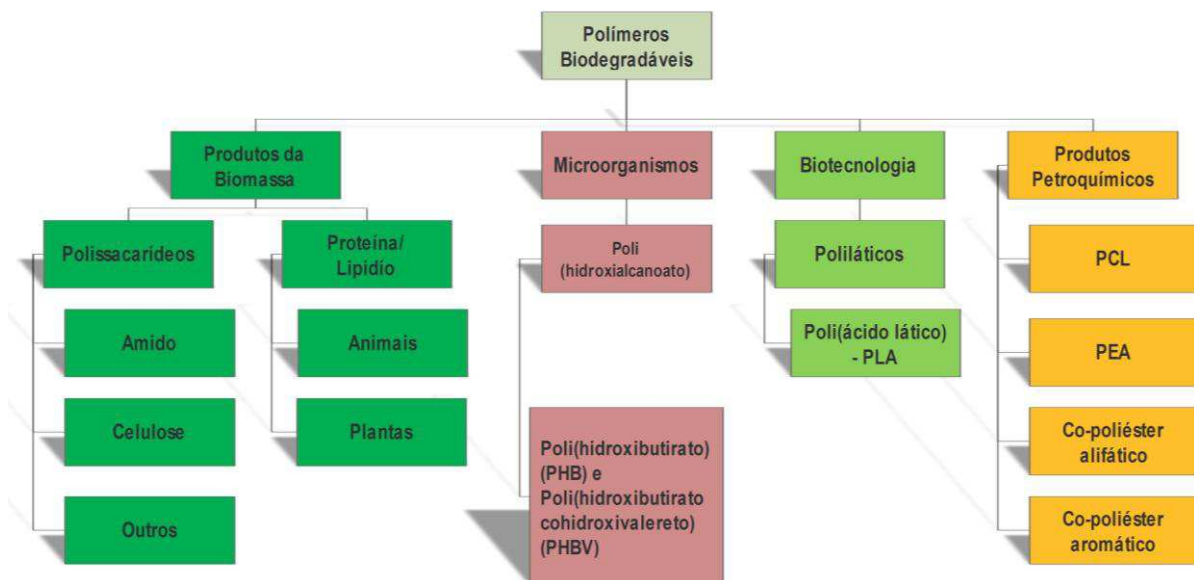 Polímeros
Biodegradáveis
Produtos da
Biomassa
Microorganismos
Biotecnologia
Produtos
Petroquímicos
Polissacarídeos
Proteína/
Lipidío
Poli
(hidroxialcanoato)
Poliláticos
PCL
Amido
Animais
Poli(ácido lático)
- PLA
PEA
Celulose
Plantas
Poli(hidroxibutirato)
(PHB) e
Poli(hidroxibutirato
cohidroxivalereto)
(PHBV)
Co-poliéster
alifático
Outros
Co-poliéster
aromático